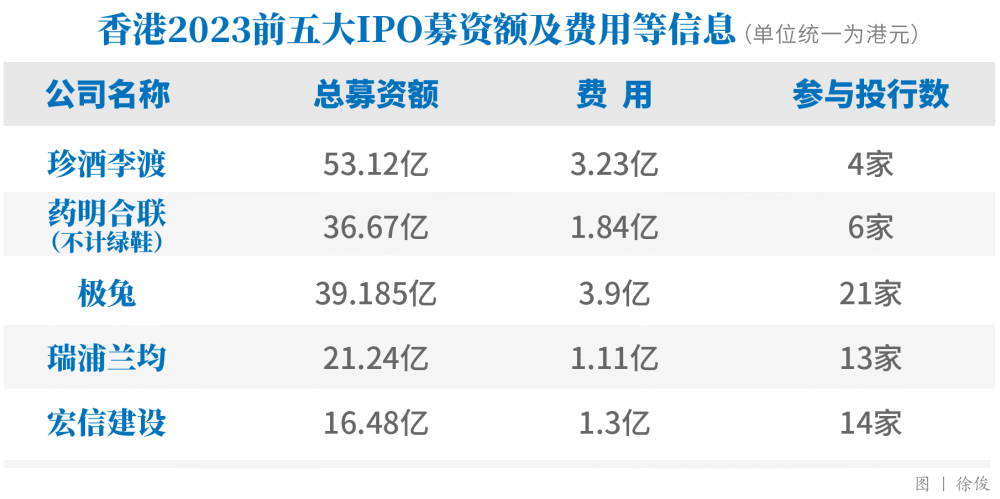 香港2023前五大IPO募资额及费用等信息（单位统一为港元）
公司名称 总募资额 费 用 参与投行数
珍酒李渡 53.12亿 3.23亿 4家
药明合联
（不计绿鞋） 36.67亿 1.84亿 6家
极兔 39.185亿 3.9亿 21家
瑞浦兰均 21.24亿 1.11亿 13家
宏信建设 16.48亿 1.3亿 14家
图 | 徐俊